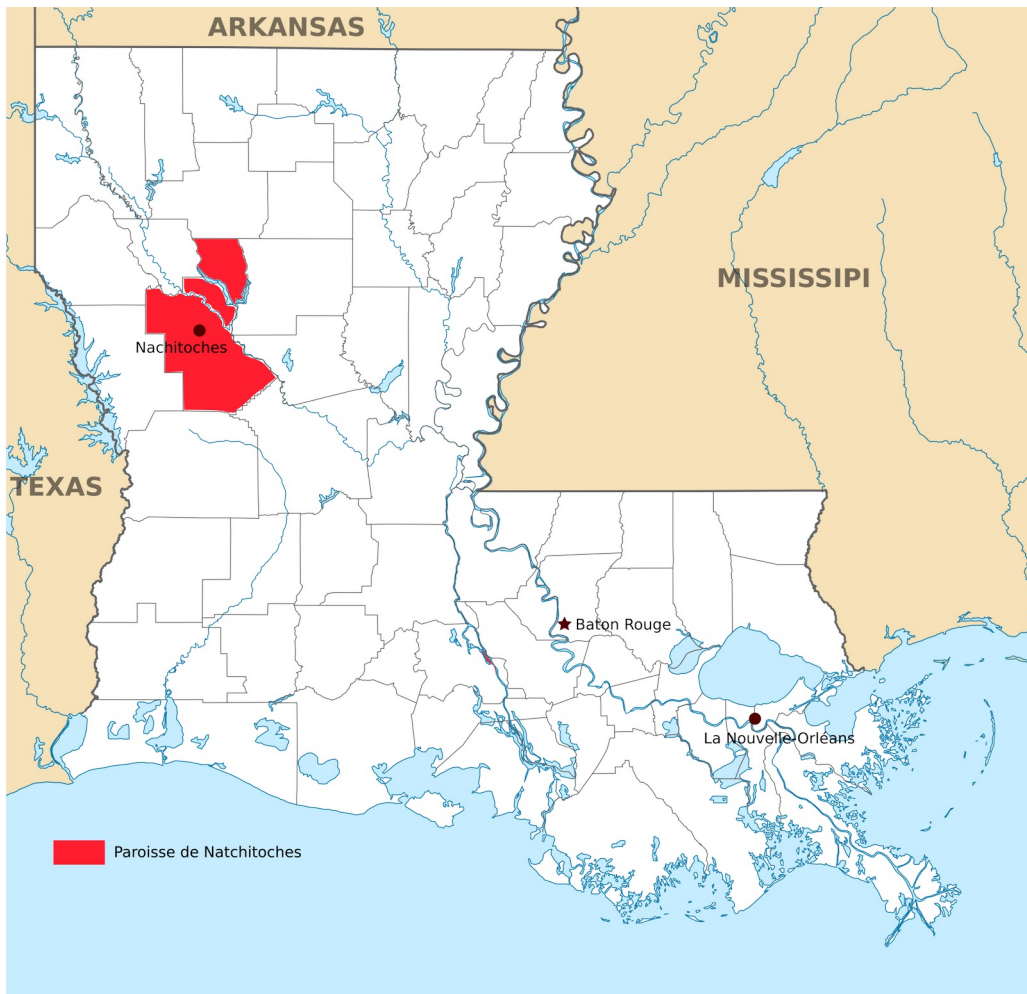 ARKANSAS
MISSISSIPI
Nachitoches
TEXAS
Baton Rouge
La Nouvelle-Orléans
Paroisse de Natchitoches